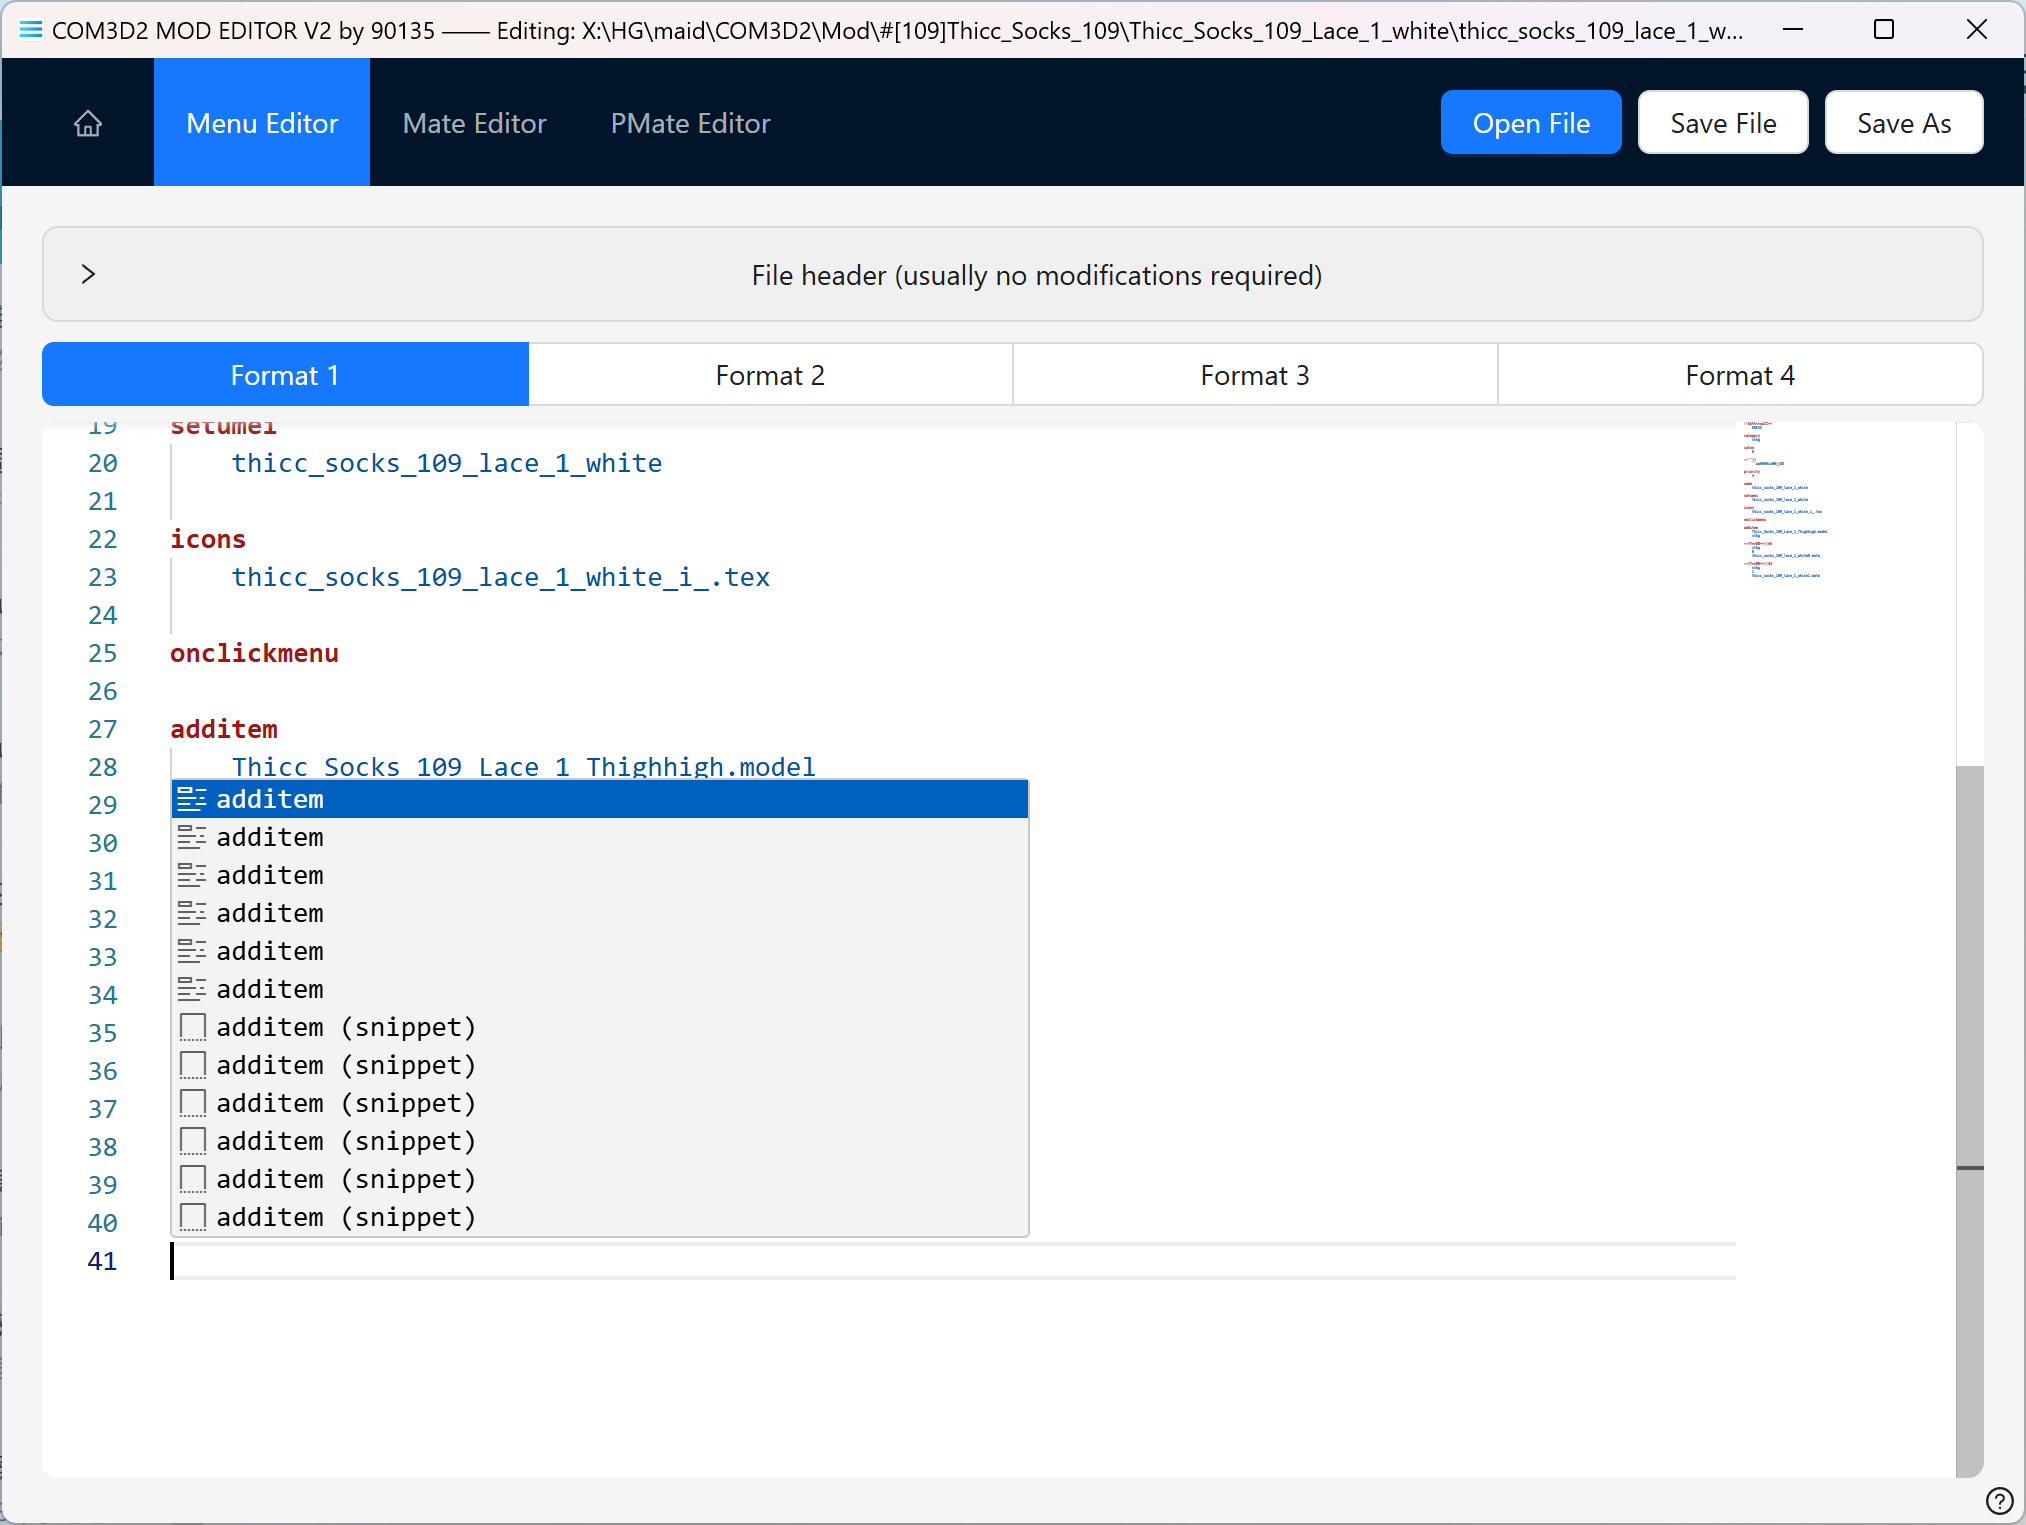 COM3D2 MOD EDITOR V2 by 90135 —— Editing: X:\HG\maid\COM3D2\Mod\#[109]Thicc_Socks_109\Thicc_Socks_109_Lace_1_white\thicc_socks_109_lace_1_w...
Menu Editor
Mate Editor
PMate Editor
Open File
Save File
Save As
File header (usually no modifications required)
Format 1
Format 2
Format 3
Format 4
19 setumei
20 thicc_socks_109_lace_1_white
21
22 icons
23 thicc_socks_109_lace_1_white_i_.tex
24
25 onclickmenu
26
27 additem
28 Thicc_Socks_109_Lace_1_Thighhigh.model
29 additem
30 additem
31 additem
32 additem
33 additem
34 additem
35 additem (snippet)
36 additem (snippet)
37 additem (snippet)
38 additem (snippet)
39 additem (snippet)
40 additem (snippet)
41